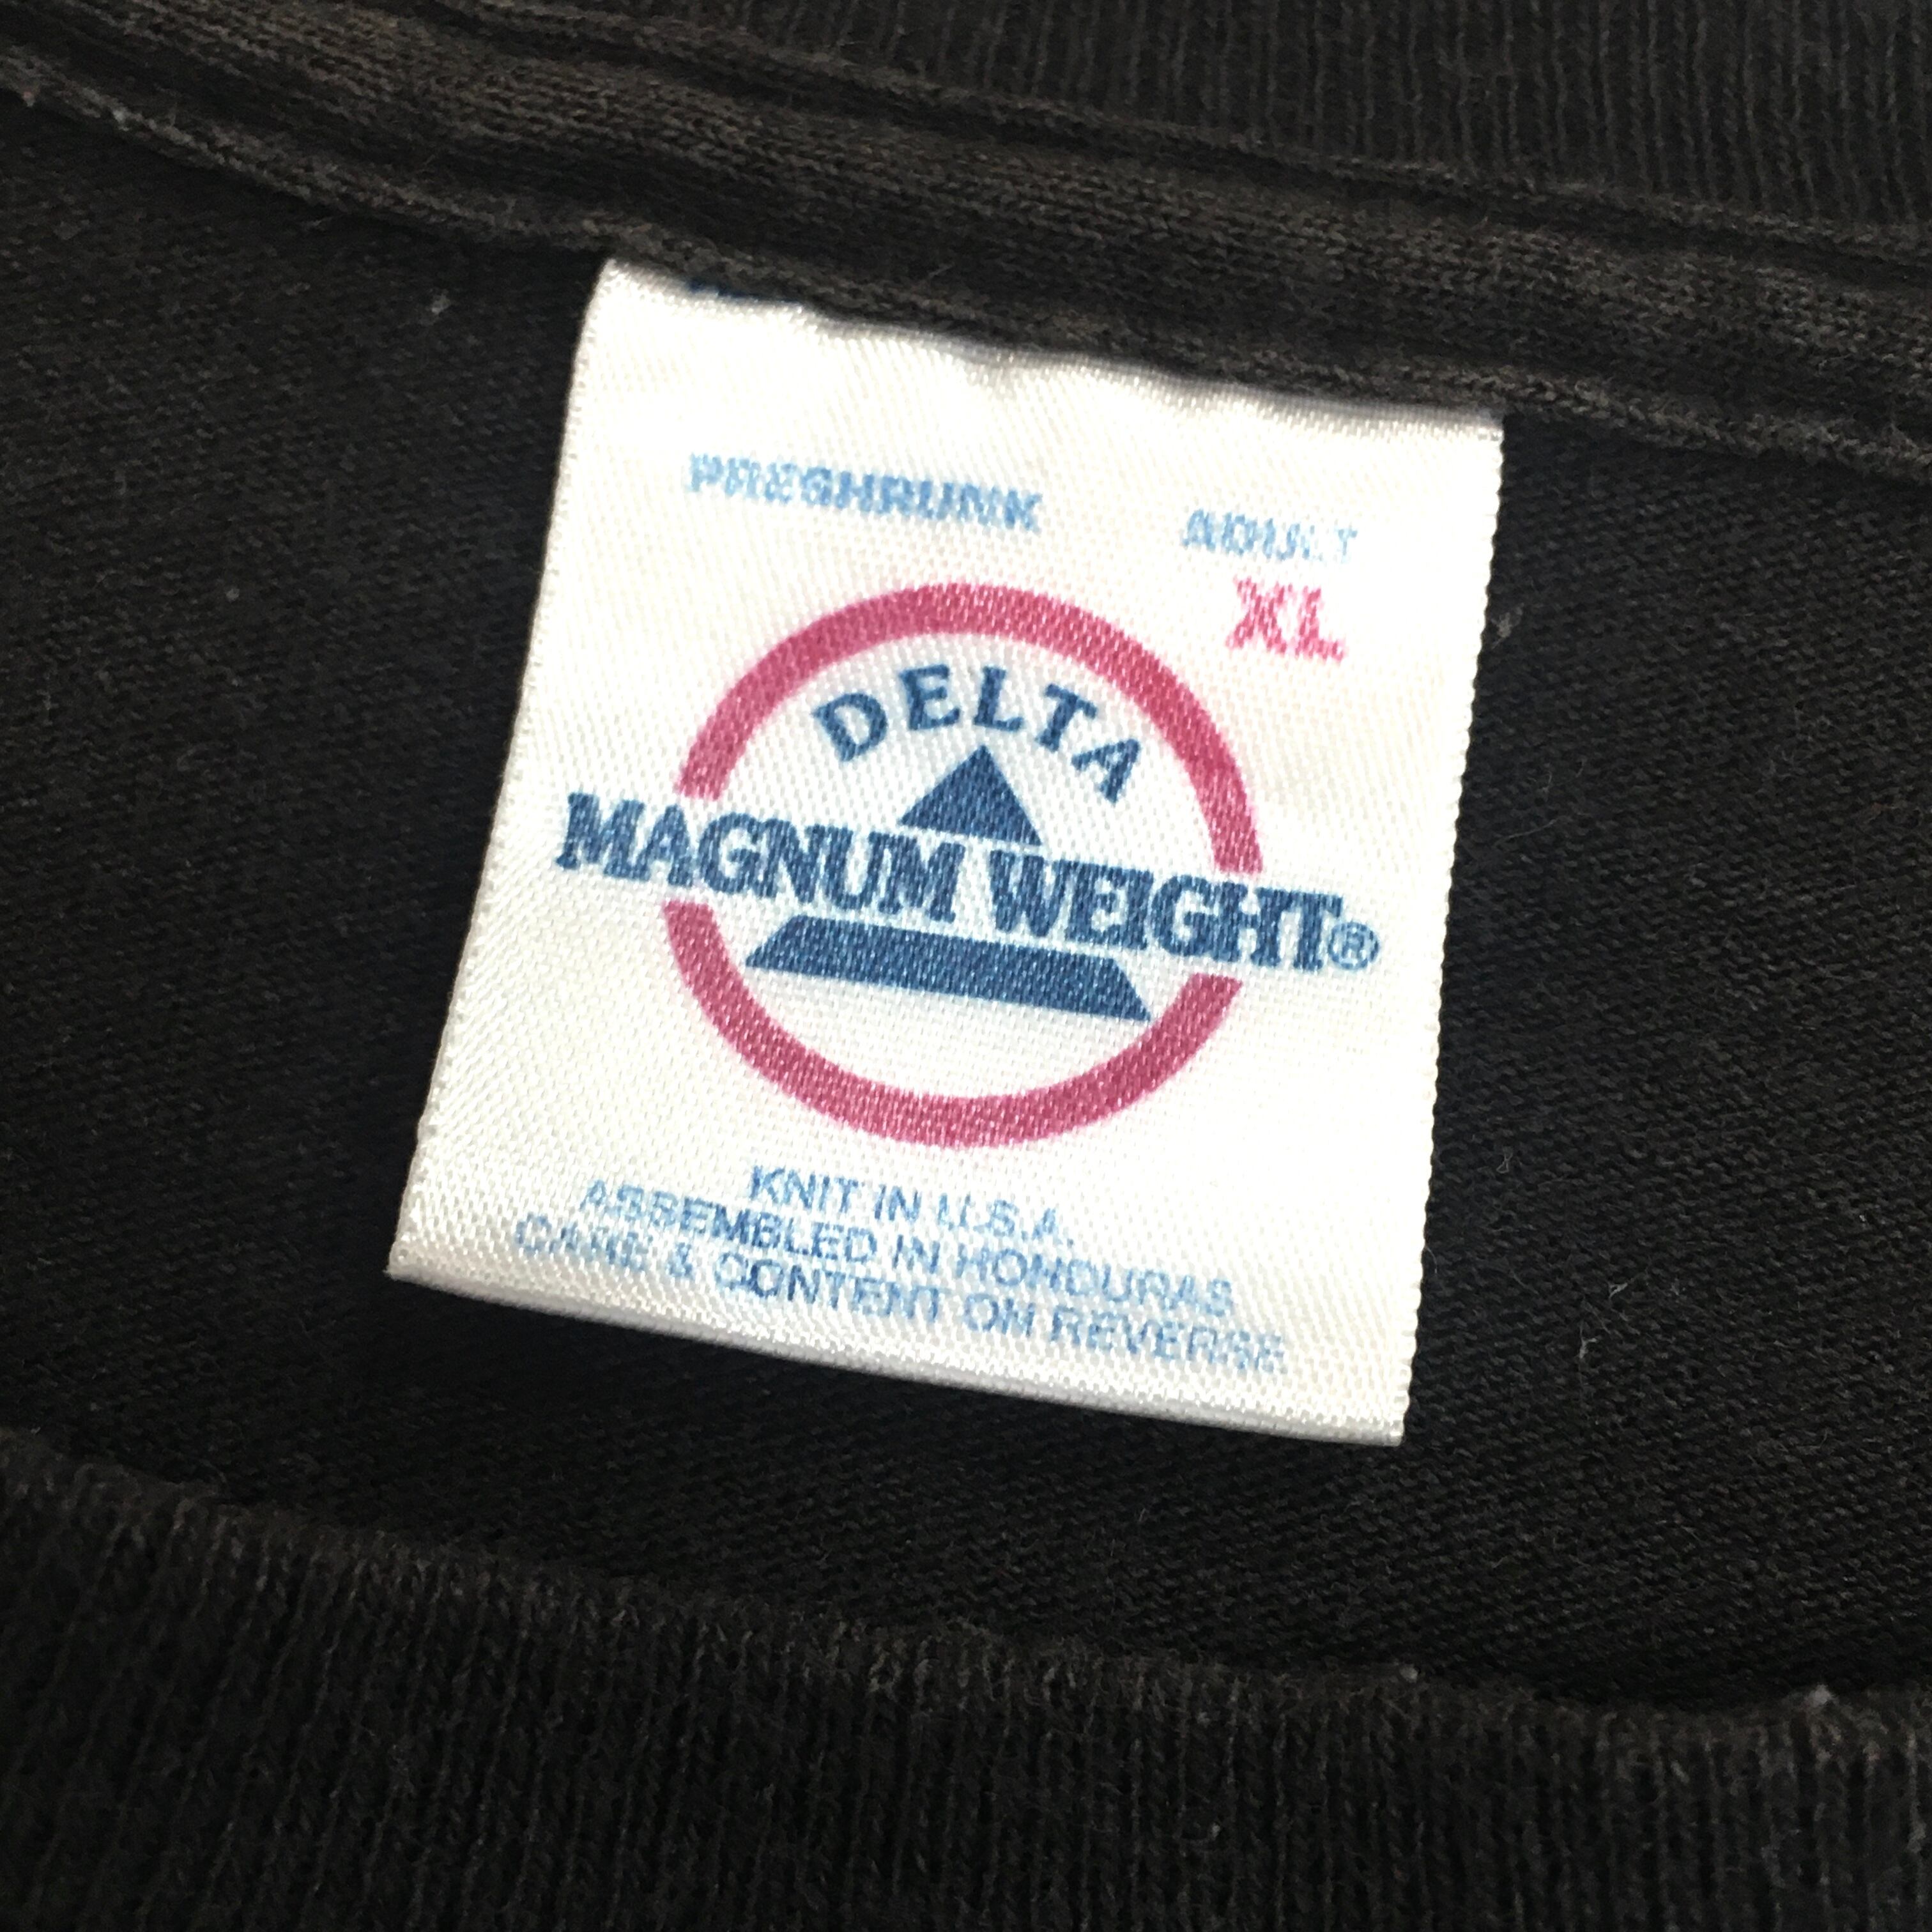 PRESHRUNK
ADULT
XL
DELTA
MAGNUM WEIGHT®
KNIT IN U.S.A.
ASSEMBLED IN HONDURAS
CARE & CONTENT ON REVERSE